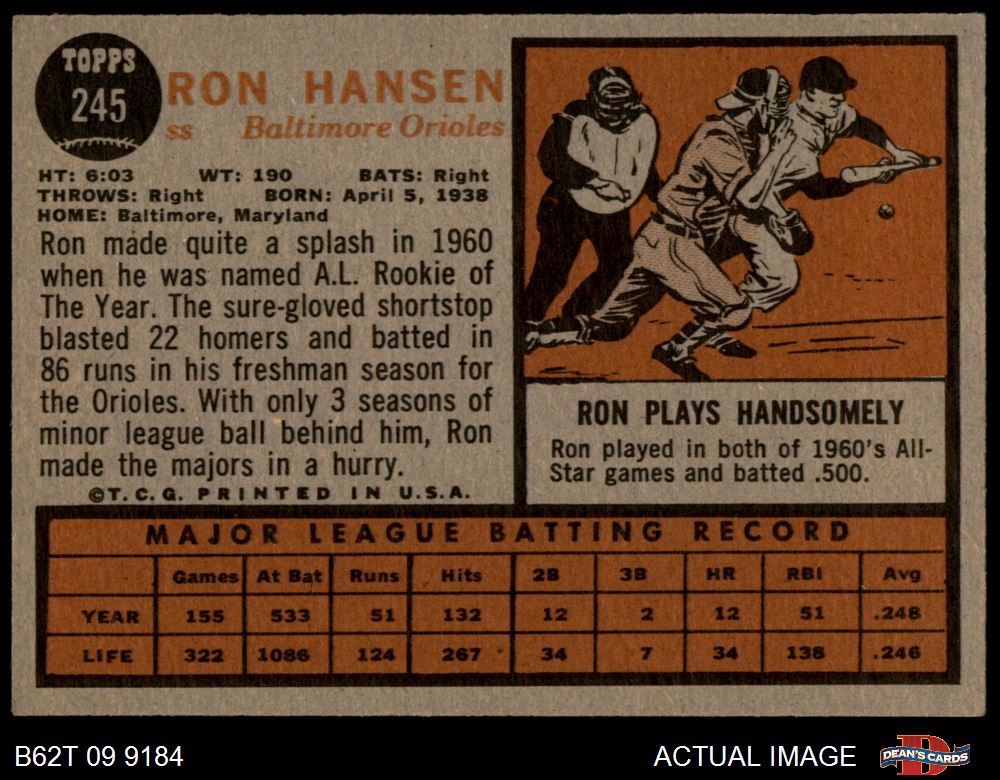 TOPPS
245
RON HANSEN
SS Baltimore Orioles
HT: 6:03 WT: 190 BATS: Right
THROWS: Right BORN: April 5, 1938
HOME: Baltimore, Maryland
Ron made quite a splash in 1960
when he was named A.L. Rookie of
The Year. The sure-gloved shortstop
blasted 22 homers and batted in
86 runs in his freshman season for
the Orioles. With only 3 seasons of
minor league ball behind him, Ron
made the majors in a hurry.
©T.C.G. PRINTED IN U.S.A.
RON PLAYS HANDSOMELY
Ron played in both of 1960's All-
Star games and batted .500.
MAJOR LEAGUE BATTING RECORD
Games At Bat Runs Hits 2B 3B HR RBI Avg
YEAR 155 533 51 132 12 2 12 51 .248
LIFE 322 1086 124 267 34 7 34 138 .246
B62T 09 9184
ACTUAL IMAGE
DEAN'S CARDS